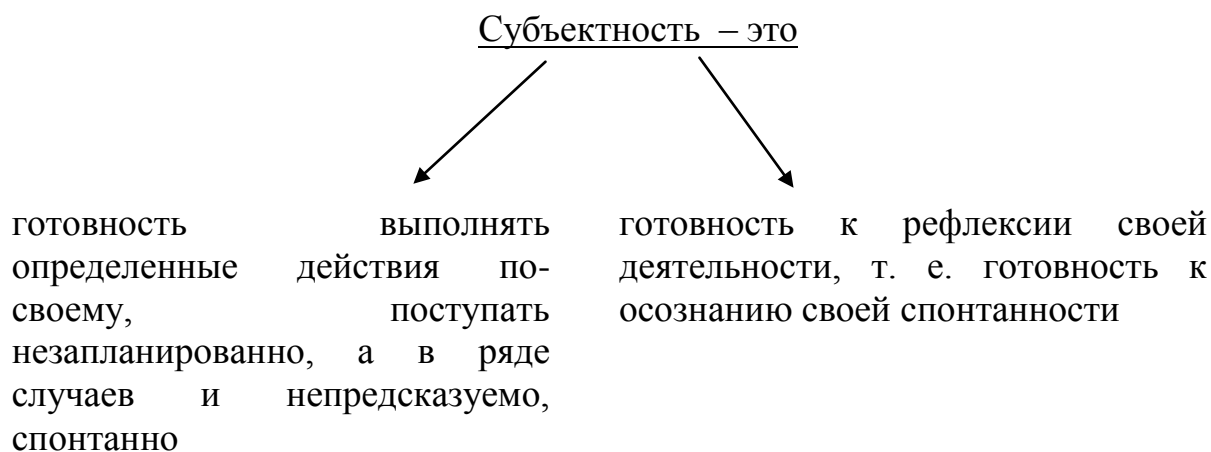 Субъектность – это
готовность выполнять
определенные действия по-
своему, поступать
незапланированно, а в ряде
случаев и непредсказуемо,
спонтанно
готовность к рефлексии своей
деятельности, т. е. готовность к
осознанию своей спонтанности